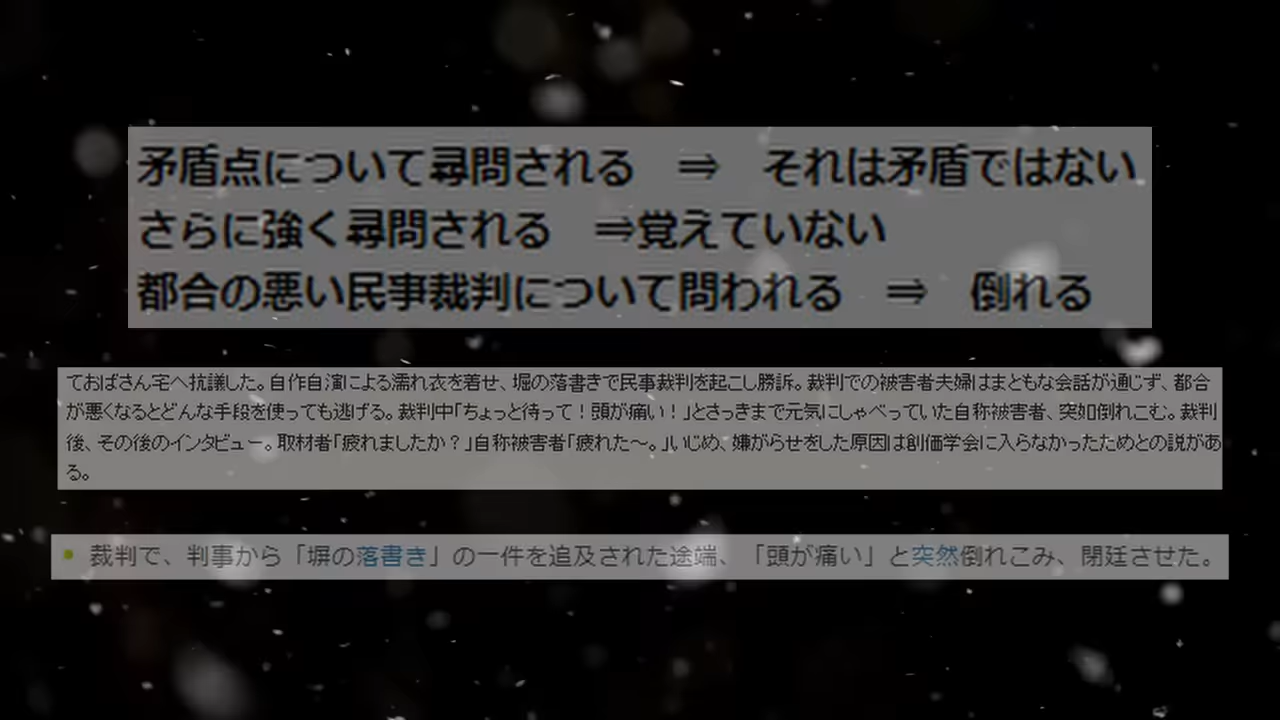 矛盾点について尋問される　⇒　それは矛盾ではない
さらに強く尋問される　⇒覚えていない
都合の悪い民事裁判について問われる　⇒　倒れる
ておばさん宅へ抗議した。自作自演による濡れ衣を着せ、堀の落書きで民事裁判を起こし勝訴。裁判での被害者夫婦はまともな会話が通じず、都合
が悪くなるとどんな手段を使っても逃げる。裁判中「ちょっと待って！頭が痛い！」とさっきまで元気にしゃべっていた自称被害者、突如倒れこむ。裁判
後、その後のインタビュー。取材者「疲れましたか？」自称被害者「疲れた～。」いじめ、嫌がらせをした原因は創価学会に入らなかったためとの説があ
る。
• 裁判で、判事から「塀の落書き」の一件を追及された途端、「頭が痛い」と突然倒れこみ、閉廷させた。